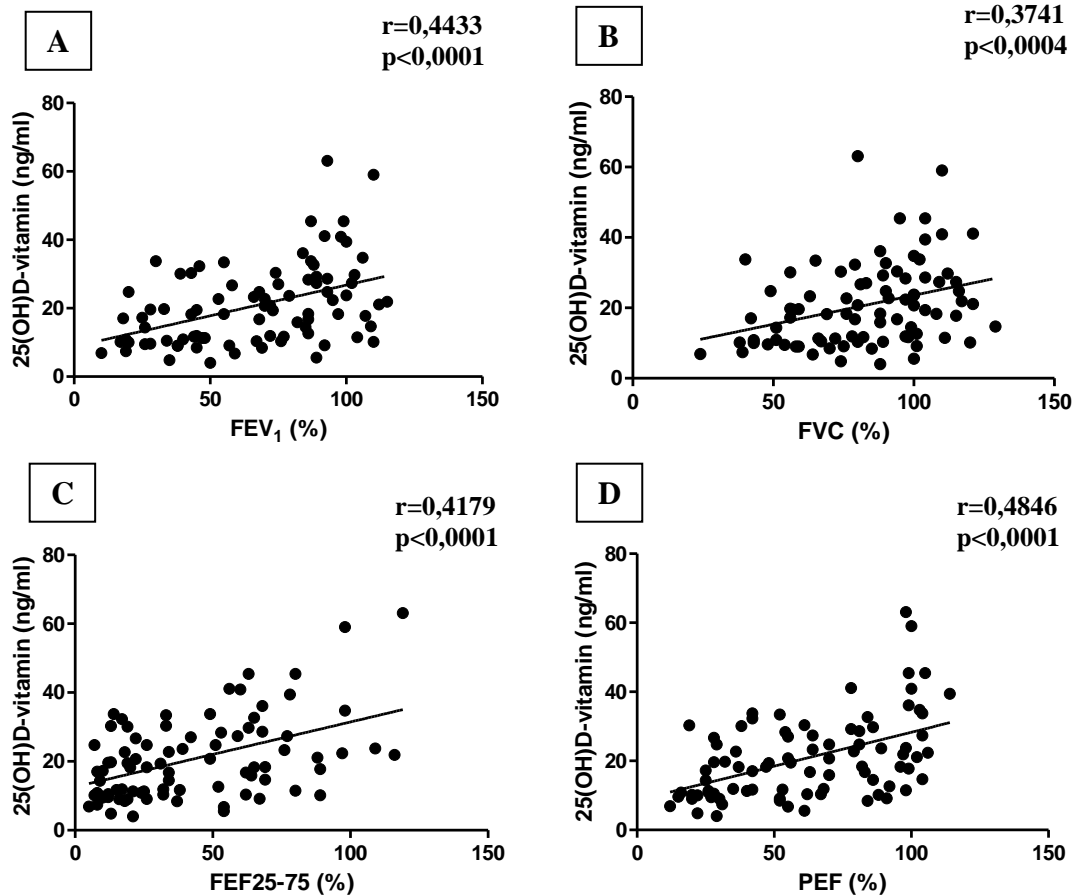 A
r=0,4433
p<0,0001
25(OH)D-vitamin (ng/ml)
80
60
40
20
0
0
50
100
150
FEV1 (%)
B
r=0,3741
p<0,0004
25(OH)D-vitamin (ng/ml)
80
60
40
20
0
0
50
100
150
FVC (%)
C
r=0,4179
p<0,0001
25(OH)D-vitamin (ng/ml)
80
60
40
20
0
0
50
100
150
FEF25-75 (%)
D
r=0,4846
p<0,0001
25(OH)D-vitamin (ng/ml)
80
60
40
20
0
0
50
100
150
PEF (%)